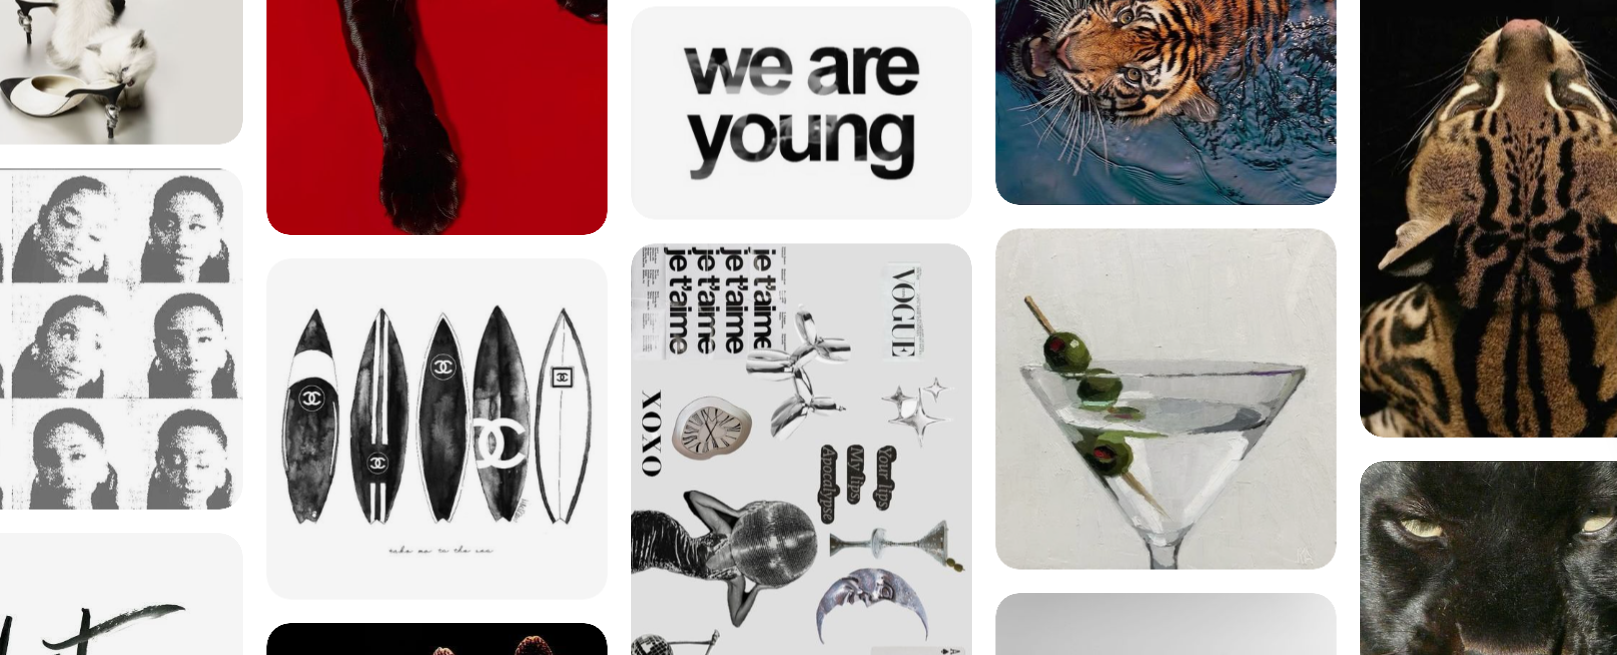 we are
young
je t'aime
je t'aime
je t'aime
je t'aime
VOGUE
XOXO
Your lips
My lips
Apocalypse
take me to the sea